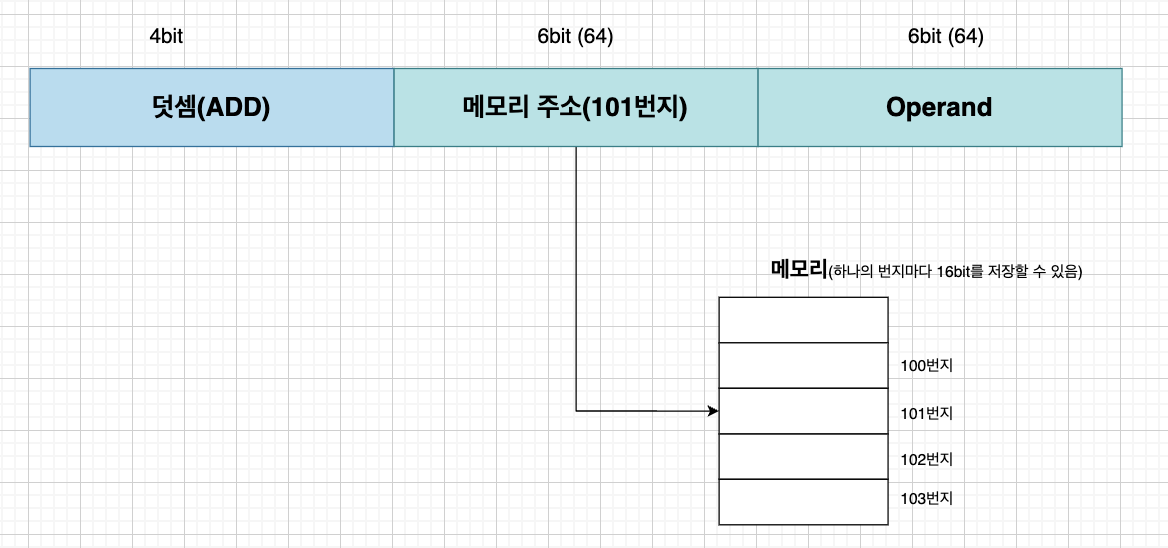 4bit 6bit (64) 6bit (64)
덧셈(ADD) 메모리 주소(101번지) Operand
메모리(하나의 번지마다 16bit를 저장할 수 있음)
100번지
101번지
102번지
103번지